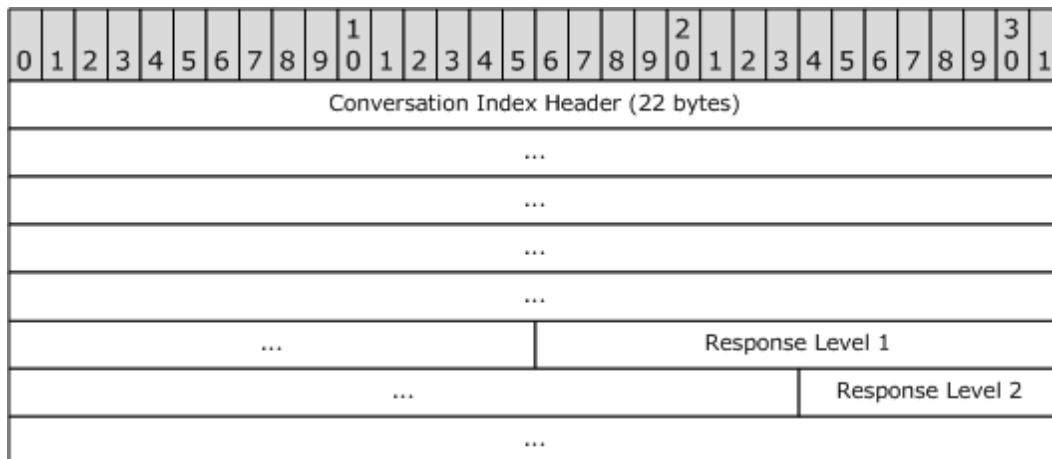 1 2 3
0 1 2 3 4 5 6 7 8 9 0 1 2 3 4 5 6 7 8 9 0 1 2 3 4 5 6 7 8 9 0 1
Conversation Index Header (22 bytes)
...
...
...
...
... Response Level 1
... Response Level 2
...